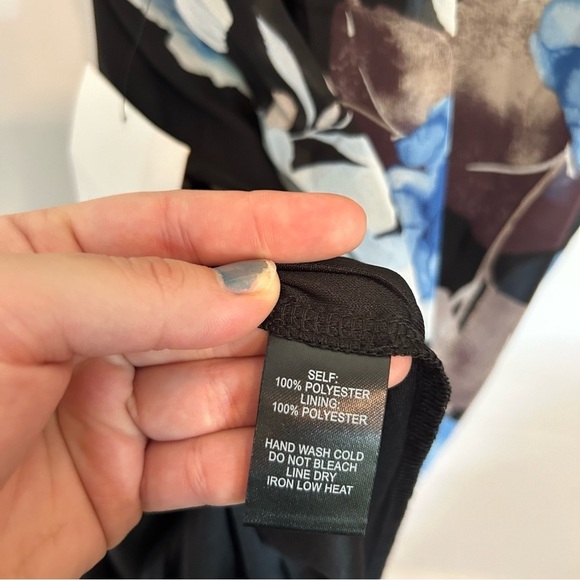 SELF:
100% POLYESTER
LINING:
100% POLYESTER
HAND WASH COLD
DO NOT BLEACH
LINE DRY
IRON LOW HEAT